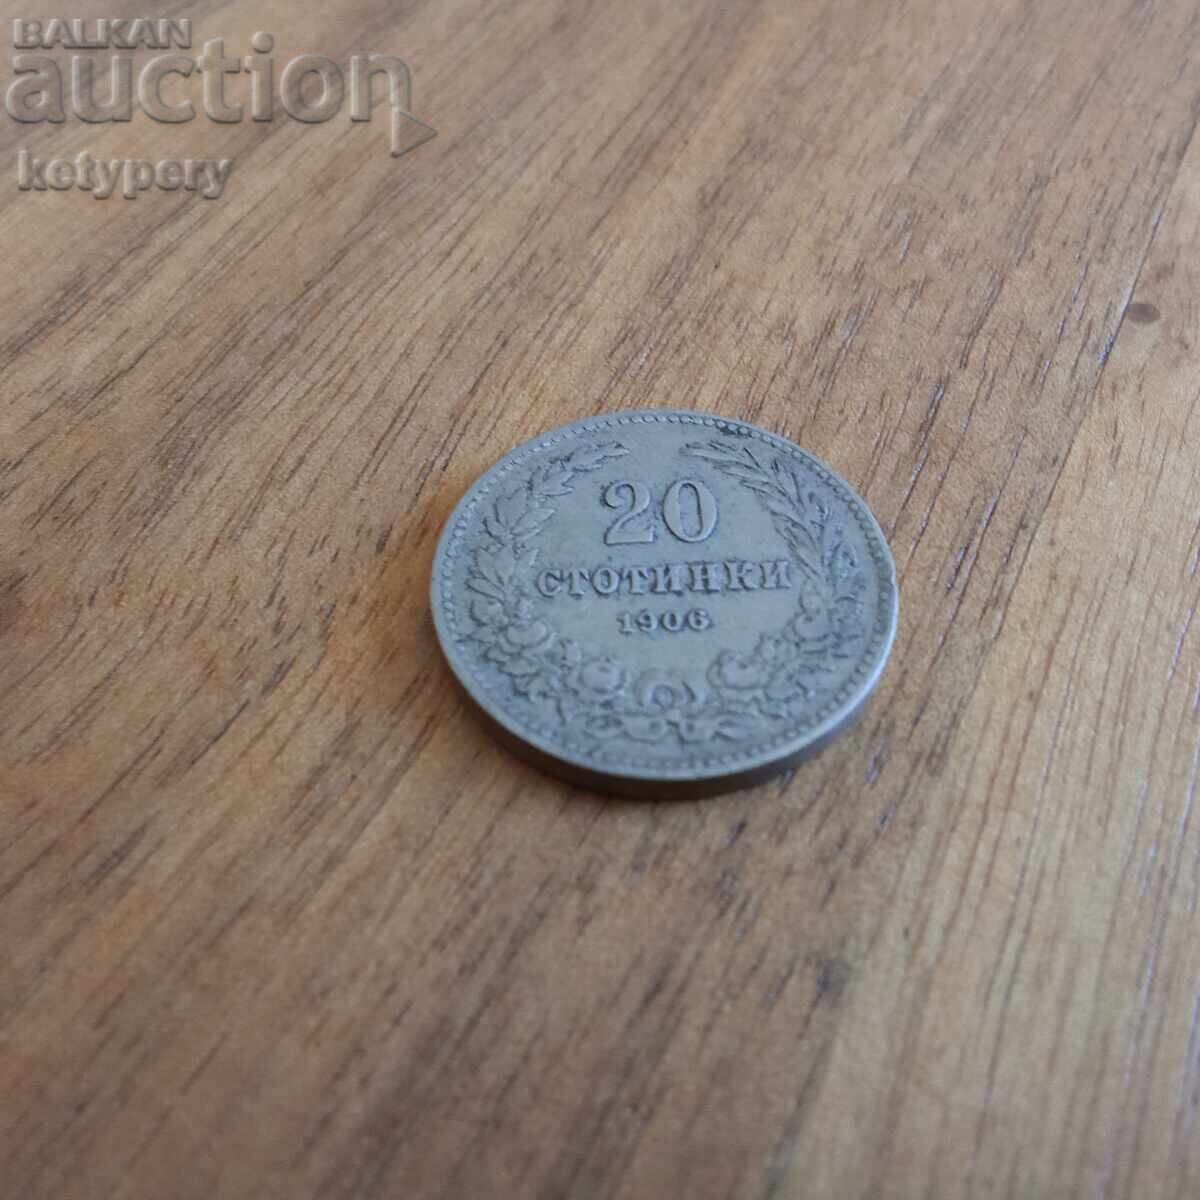 BALKAN
auction
ketypery
20
СТОТИНКИ
1906